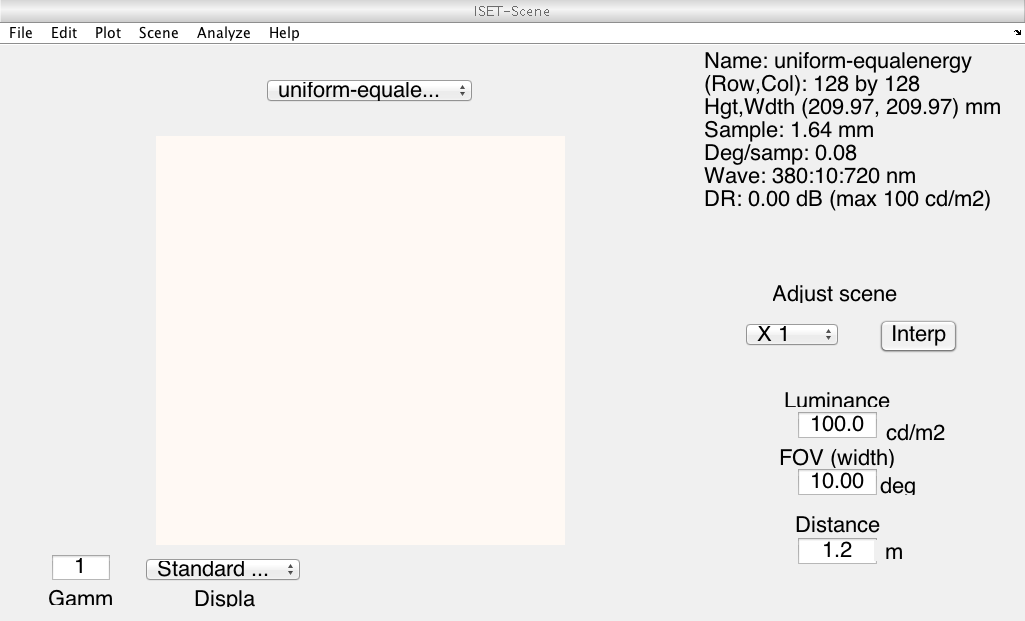 ISET-Scene
File Edit Plot Scene Analyze Help
uniform-equale...
Name: uniform-equalenergy
(Row,Col): 128 by 128
Hgt,Wdth (209.97, 209.97) mm
Sample: 1.64 mm
Deg/samp: 0.08
Wave: 380:10:720 nm
DR: 0.00 dB (max 100 cd/m2)
Adjust scene
X 1 Interp
Luminance
100.0 cd/m2
FOV (width)
10.00 deg
Distance
1.2 m
1 Standard ...
Gamm Displa